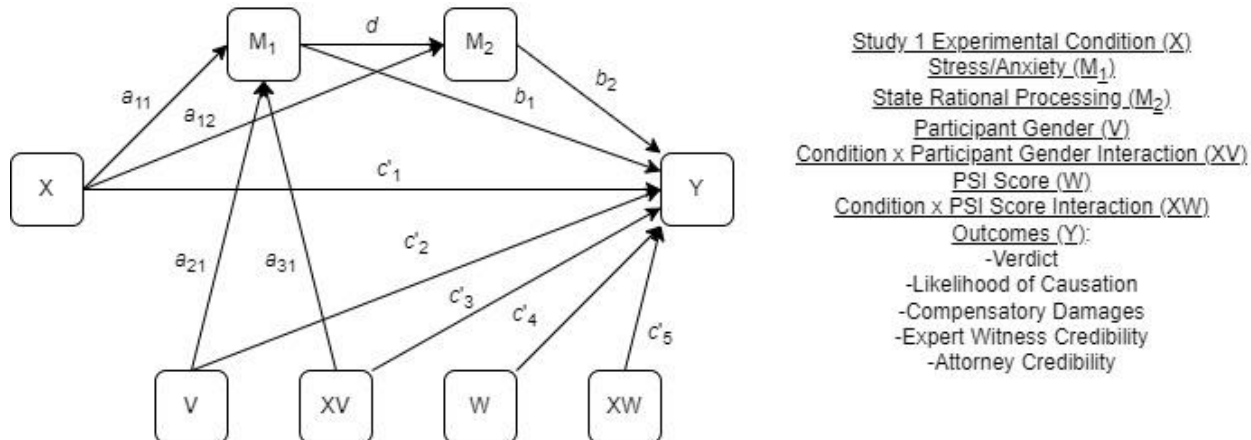 M₁
d
M₂
a₁₁
a₁₂
b₁
b₂
X
c'₁
Y
a₂₁
a₃₁
c'₂
c'₃
c'₄
c'₅
V
XV
W
XW
Study 1 Experimental Condition (X)
Stress/Anxiety (M₁)
State Rational Processing (M₂)
Participant Gender (V)
Condition x Participant Gender Interaction (XV)
PSI Score (W)
Condition x PSI Score Interaction (XW)
Outcomes (Y):
-Verdict
-Likelihood of Causation
-Compensatory Damages
-Expert Witness Credibility
-Attorney Credibility